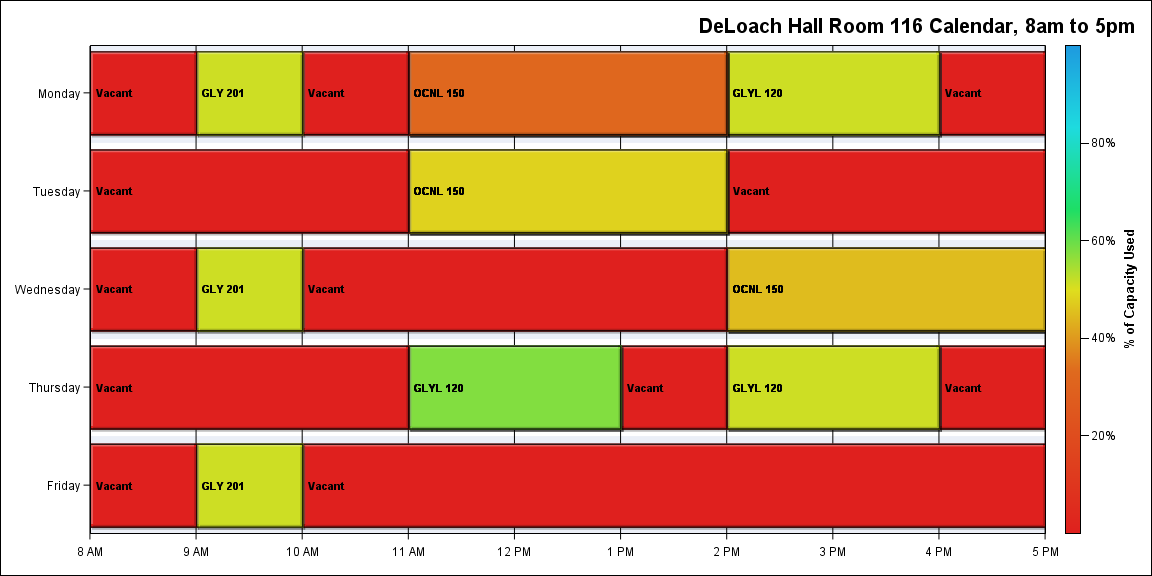 DeLoach Hall Room 116 Calendar, 8am to 5pm
Monday
Vacant
GLY 201
Vacant
OCNL 150
GLYL 120
Vacant
Tuesday
Vacant
OCNL 150
Vacant
Wednesday
Vacant
GLY 201
Vacant
OCNL 150
Thursday
Vacant
GLYL 120
Vacant
GLYL 120
Vacant
Friday
Vacant
GLY 201
Vacant
8 AM
9 AM
10 AM
11 AM
12 PM
1 PM
2 PM
3 PM
4 PM
5 PM
80%
60%
40%
20%
% of Capacity Used